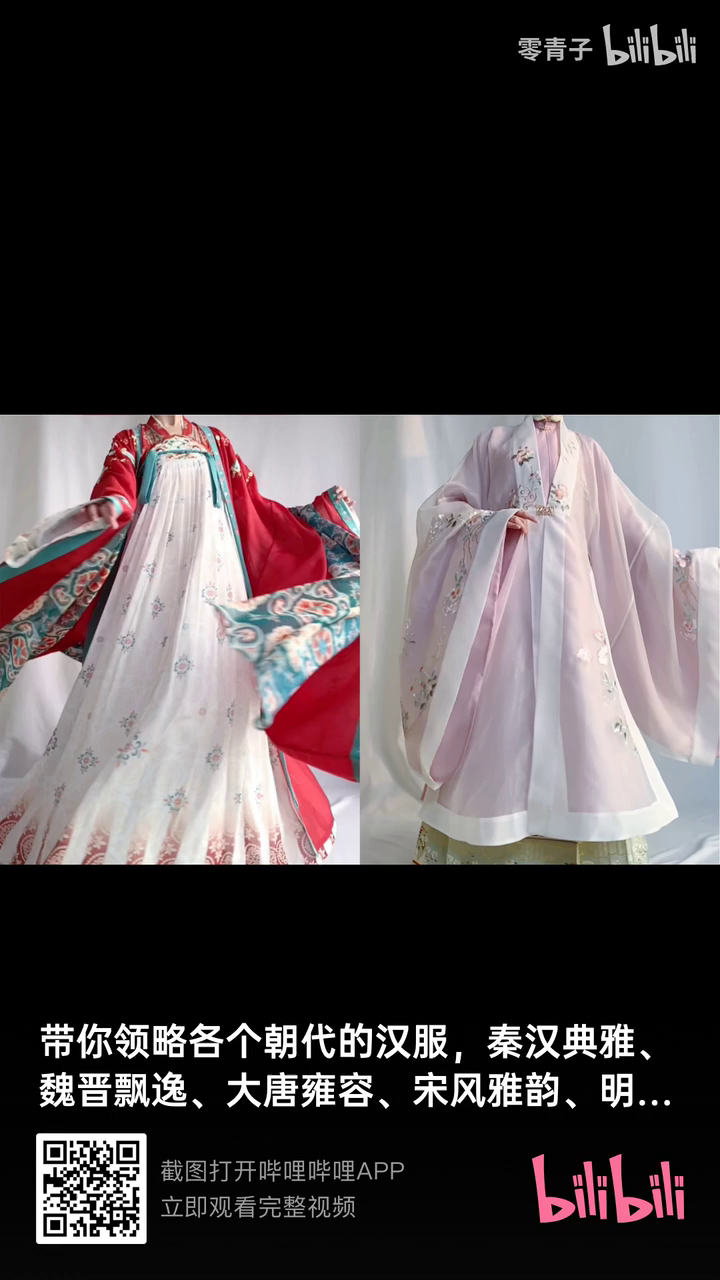 零青子 bilibili
带你领略各个朝代的汉服，秦汉典雅、
魏晋飘逸、大唐雍容、宋风雅韵、明...
截图打开哔哩哔哩APP
立即观看完整视频
bilibili